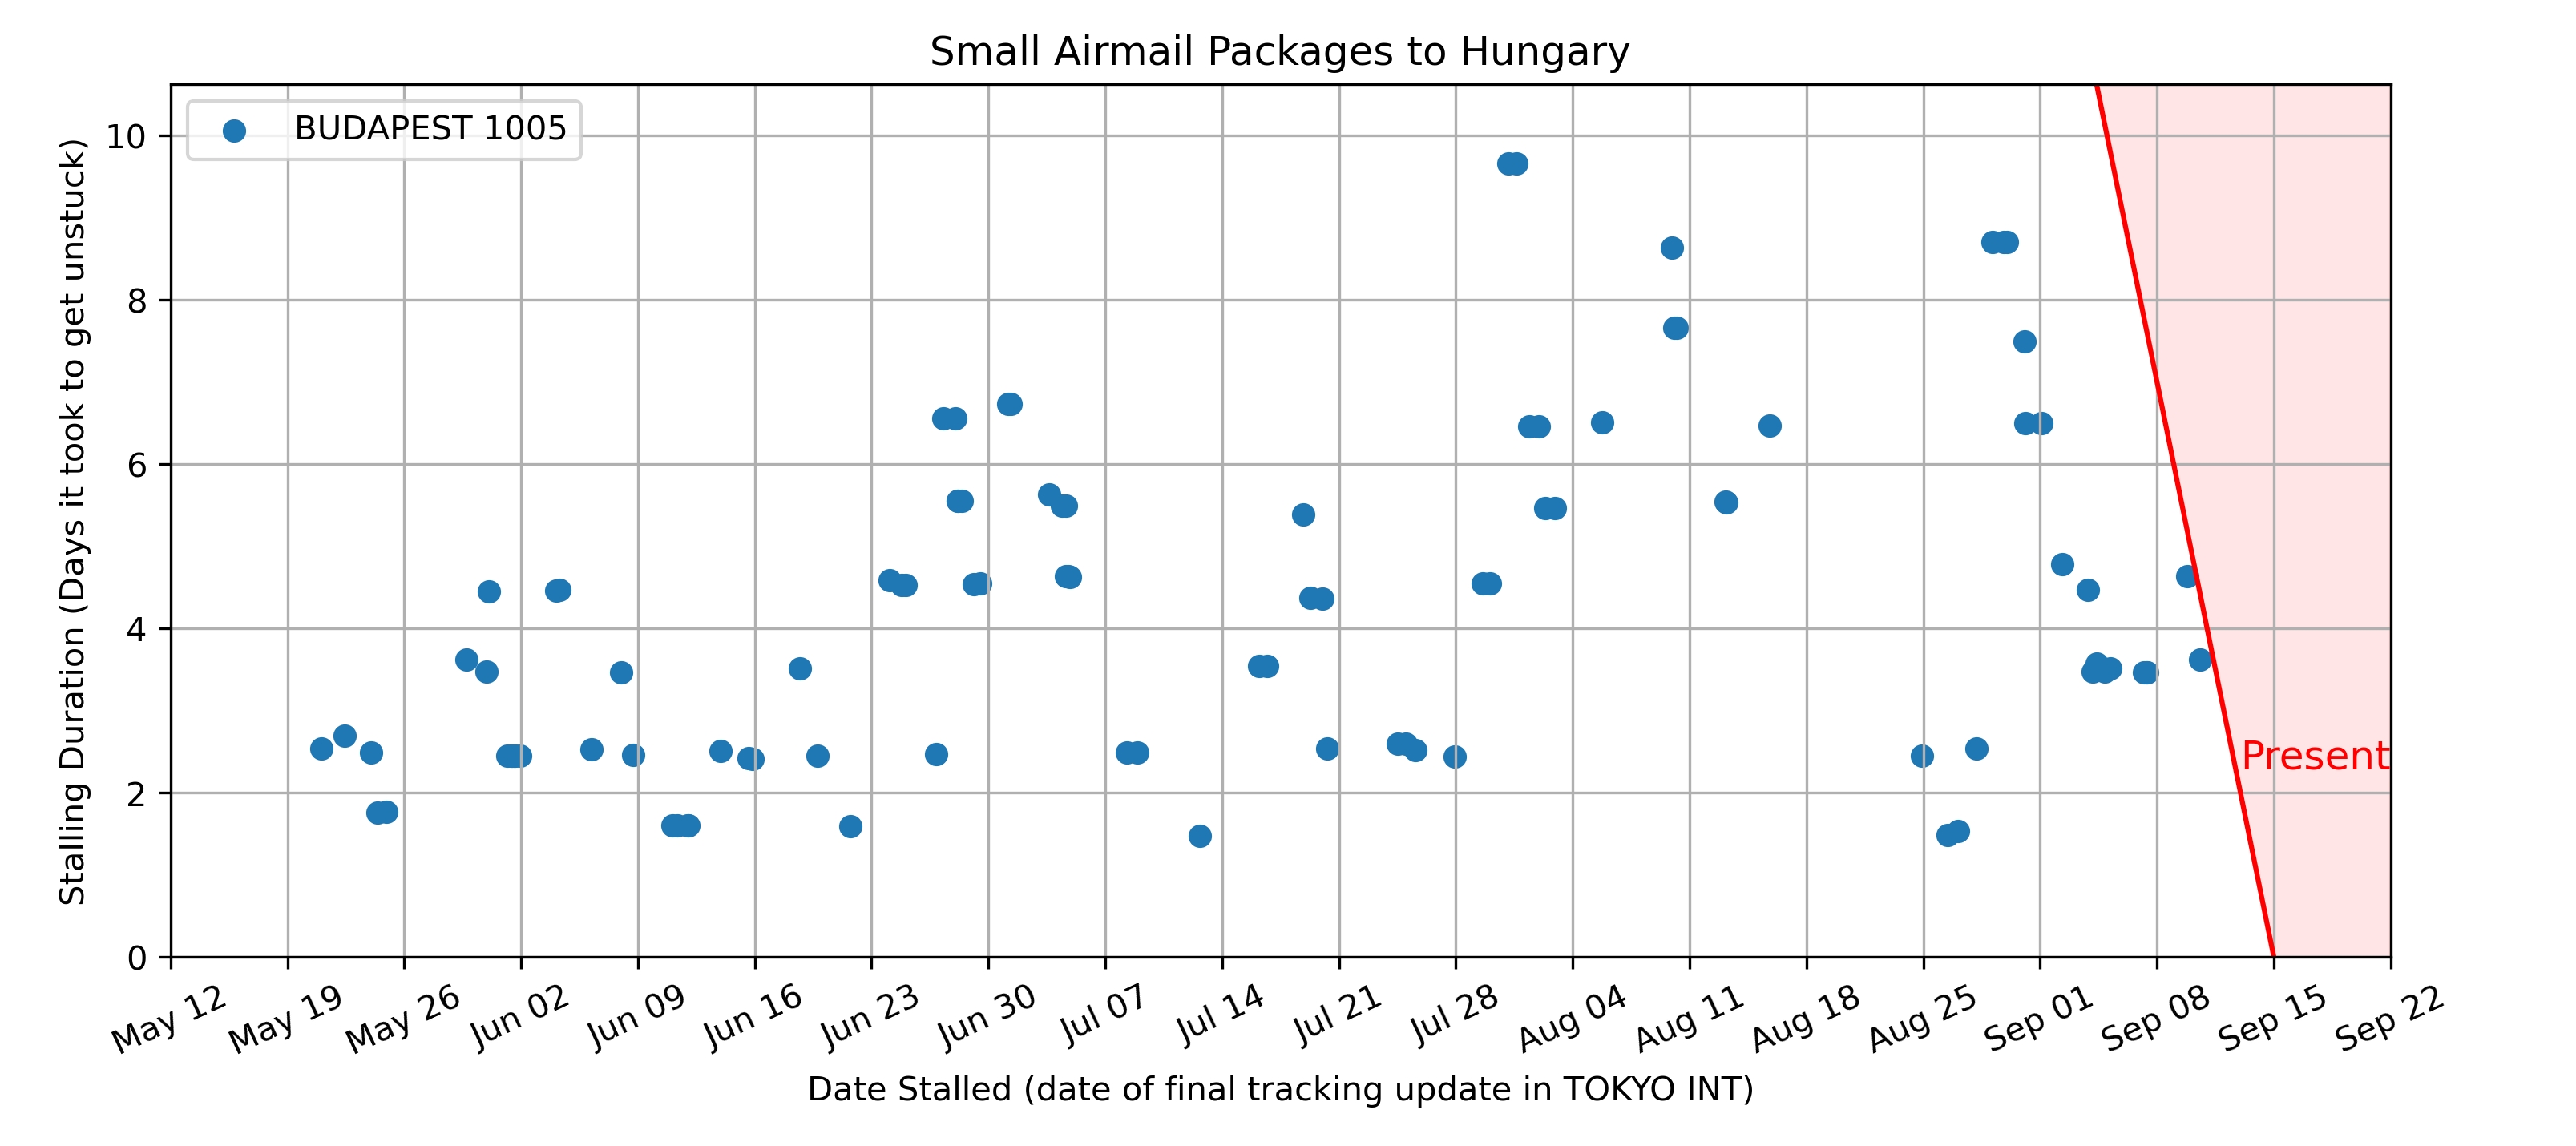 Small Airmail Packages to Hungary
BUDAPEST 1005
Stalling Duration (Days it took to get unstuck)
10
8
6
4
2
0
Present
May 12
May 19
May 26
Jun 02
Jun 09
Jun 16
Jun 23
Jun 30
Jul 07
Jul 14
Jul 21
Jul 28
Aug 04
Aug 11
Aug 18
Aug 25
Sep 01
Sep 08
Sep 15
Sep 22
Date Stalled (date of final tracking update in TOKYO INT)